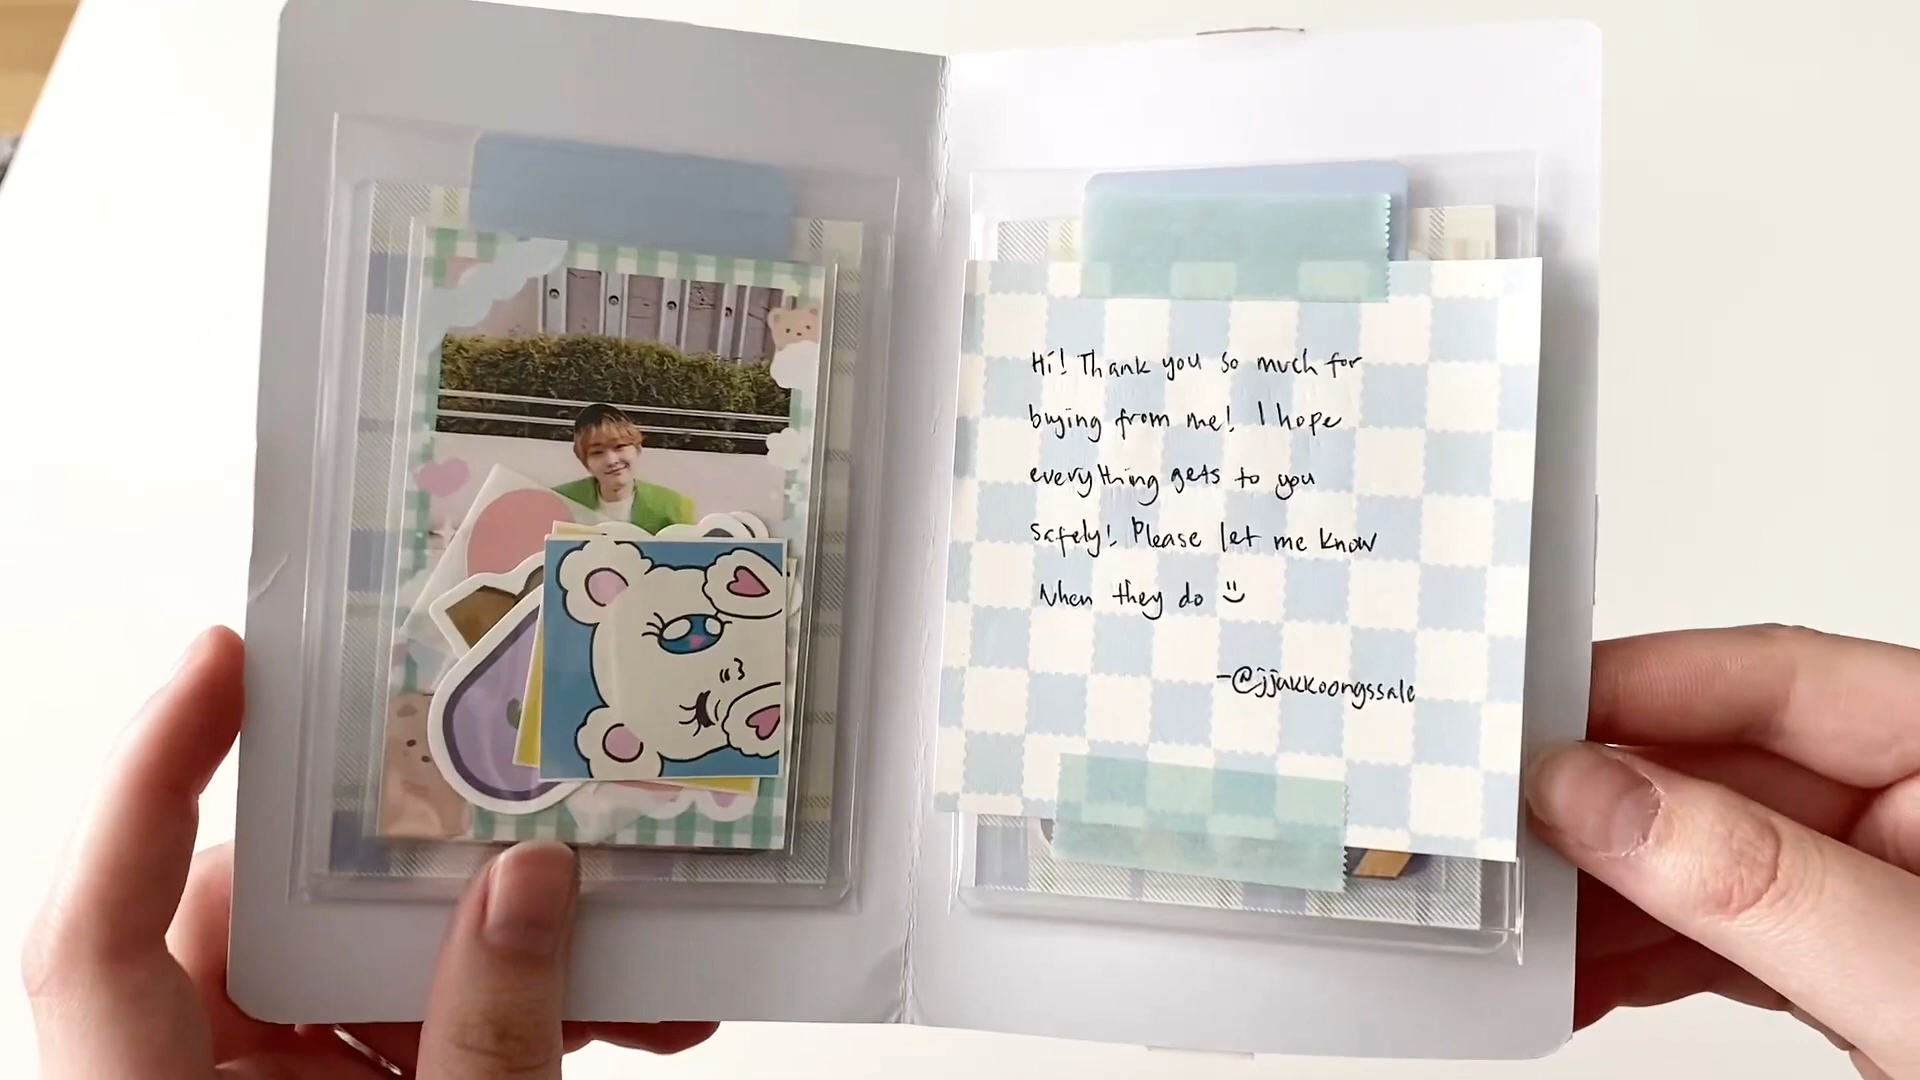 Hi! Thank you so much for
buying from me! I hope
everything gets to you
safely! Please let me know
when they do
-@jjakkoongssale